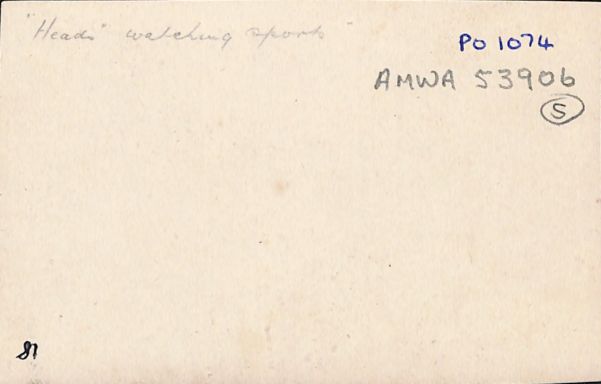 "Heads" watching sports"
PO 1074
AMWA 53906
S
81